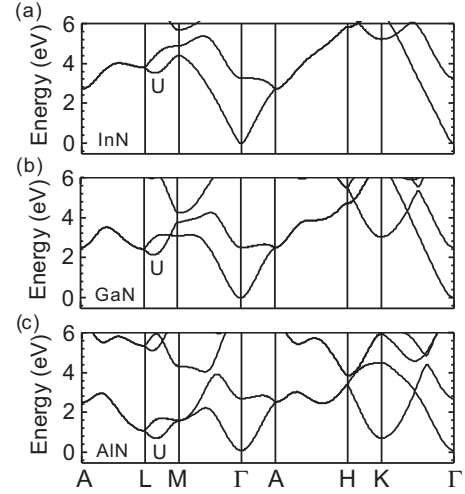 (a)
Energy (eV)
6
4
2
0
U
InN
(b)
Energy (eV)
6
4
2
0
U
GaN
(c)
Energy (eV)
6
4
2
0
U
AlN
A L M Γ A H K Γ